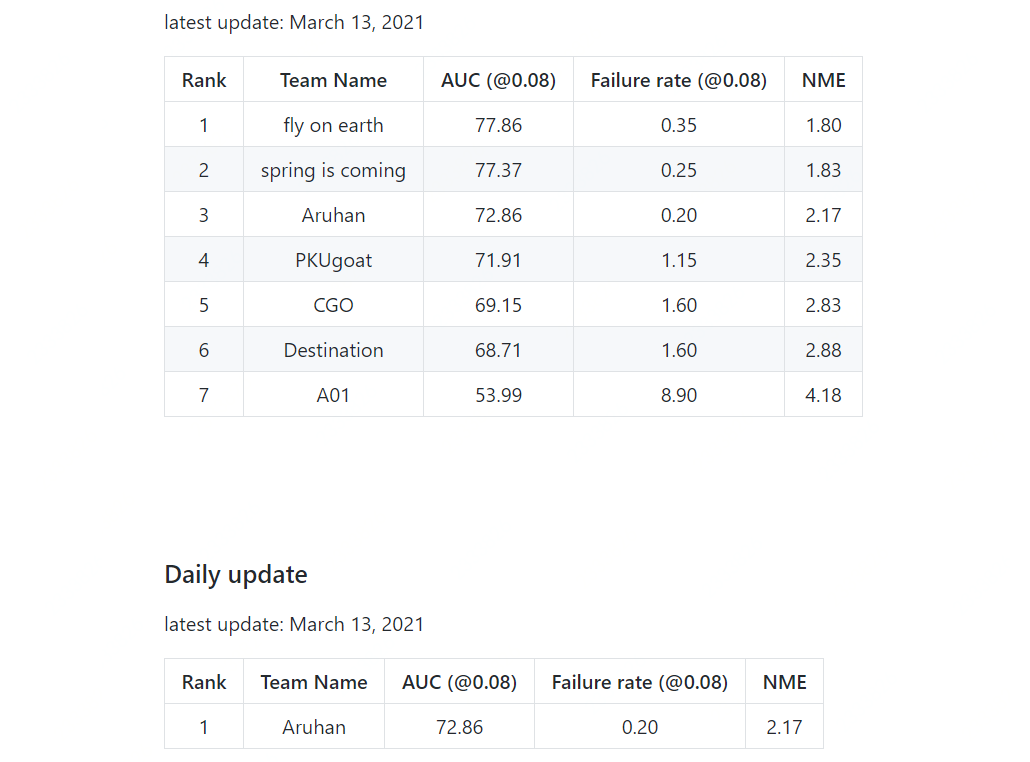 latest update: March 13, 2021
Rank Team Name AUC (@0.08) Failure rate (@0.08) NME
1 fly on earth 77.86 0.35 1.80
2 spring is coming 77.37 0.25 1.83
3 Aruhan 72.86 0.20 2.17
4 PKUgoat 71.91 1.15 2.35
5 CGO 69.15 1.60 2.83
6 Destination 68.71 1.60 2.88
7 A01 53.99 8.90 4.18
Daily update
latest update: March 13, 2021
Rank Team Name AUC (@0.08) Failure rate (@0.08) NME
1 Aruhan 72.86 0.20 2.17